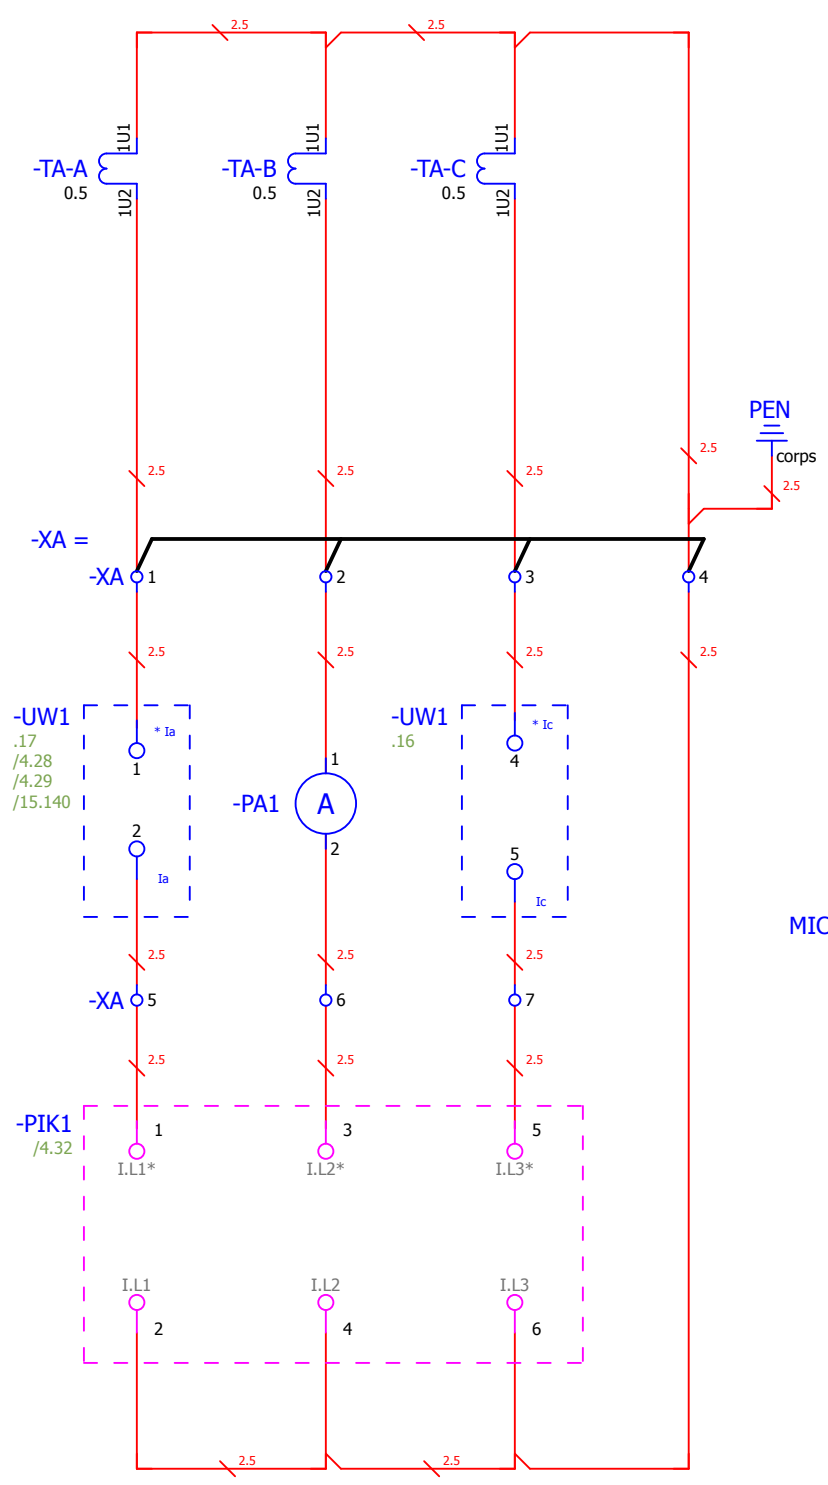 2.5
2.5
1U1
1U1
1U1
-TA-A
-TA-B
-TA-C
0.5
0.5
0.5
1U2
1U2
1U2
PEN
corps
2.5
2.5
2.5
2.5
2.5
-XA =
-XA
1
2
3
4
2.5
2.5
2.5
2.5
-UW1
.17
/4.28
/4.29
/15.140
* Ia
1
2
Ia
-PA1
1
A
2
-UW1
.16
* Ic
4
5
Ic
MIC
2.5
2.5
2.5
-XA
5
6
7
2.5
2.5
2.5
-PIK1
/4.32
1
3
5
I.L1*
I.L2*
I.L3*
I.L1
I.L2
I.L3
2
4
6
2.5
2.5